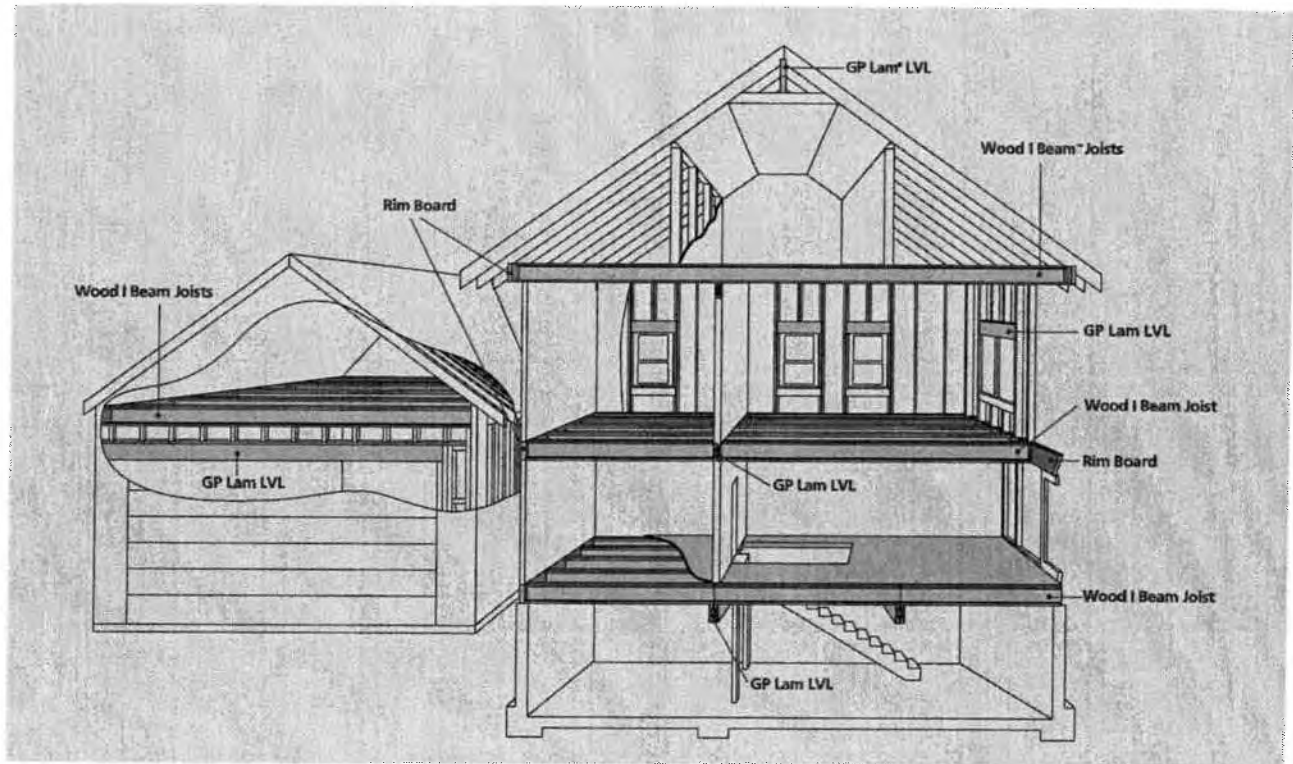 GP Lam® LVL
Wood I Beam™ Joists
Rim Board
Wood I Beam Joists
GP Lam LVL
Wood I Beam Joist
Rim Board
GP Lam LVL
GP Lam LVL
Wood I Beam Joist
GP Lam LVL